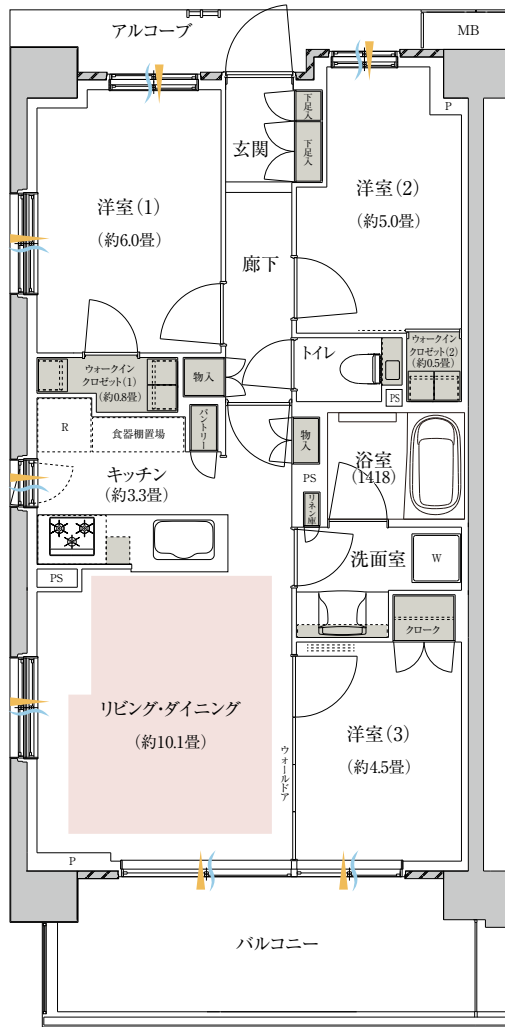 アルコーブ
MB
下足入
下足入
玄関
P
洋室(1)
(約6.0畳)
洋室(2)
(約5.0畳)
廊下
トイレ
ウォークイン
クロゼット(1)
(約0.8畳)
物入
ウォークイン
クロゼット(2)
(約0.5畳)
PS
R
食器棚置場
パントリー
物入
キッチン
(約3.3畳)
浴室
(1418)
PS
リネン庫
洗面室
W
PS
クローク
リビング・ダイニング
(約10.1畳)
ウォールドア
洋室(3)
(約4.5畳)
P
バルコニー